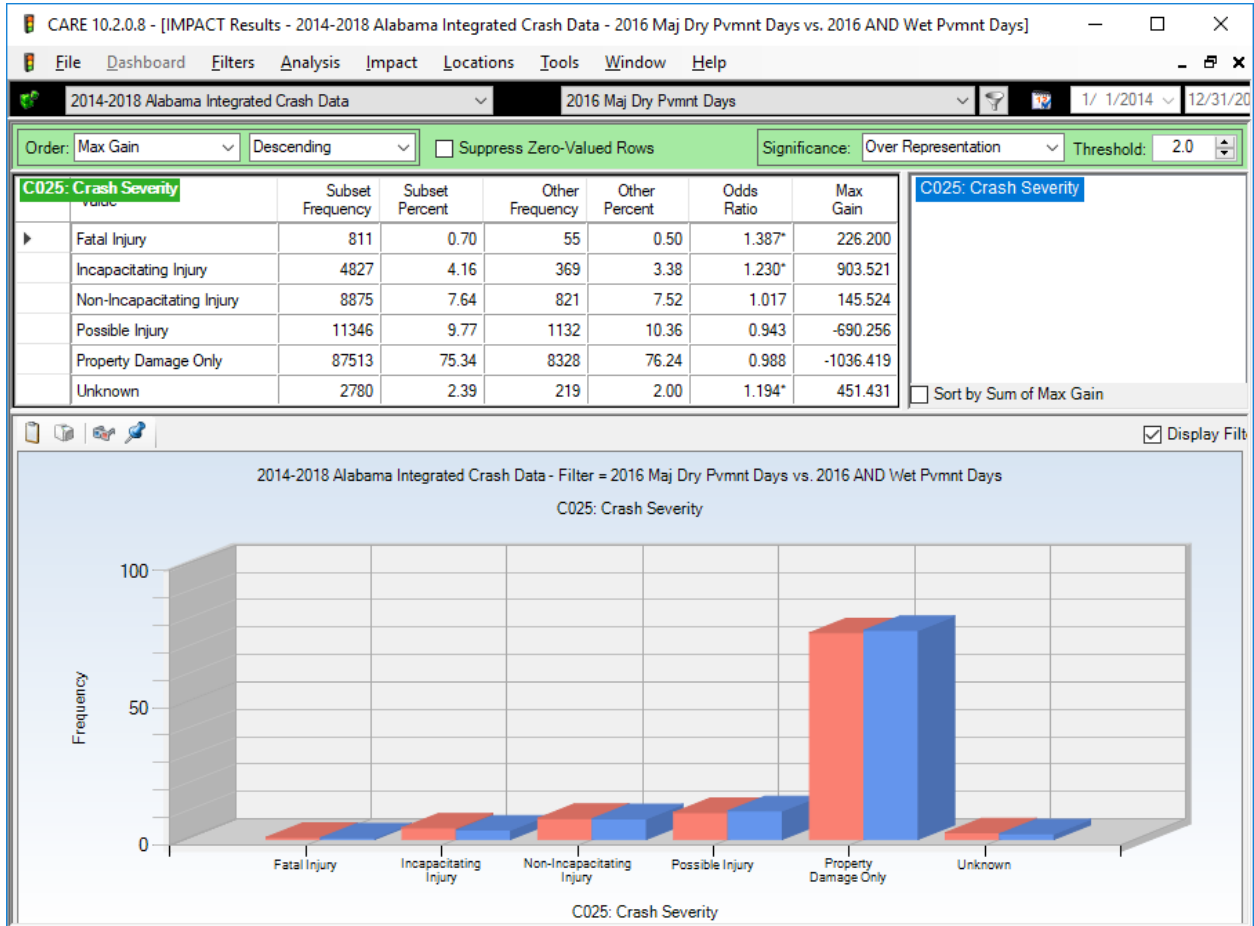 CARE 10.2.0.8 - [IMPACT Results - 2014-2018 Alabama Integrated Crash Data - 2016 Maj Dry Pvmnt Days vs. 2016 AND Wet Pvmnt Days]
File Dashboard Filters Analysis Impact Locations Tools Window Help
2014-2018 Alabama Integrated Crash Data 2016 Maj Dry Pvmnt Days 1/ 1/2014 12/31/20
Order: Max Gain Descending Suppress Zero-Valued Rows Significance: Over Representation Threshold: 2.0
C025: Crash Severity Subset Frequency Subset Percent Other Frequency Other Percent Odds Ratio Max Gain C025: Crash Severity
Fatal Injury 811 0.70 55 0.50 1.387* 226.200
Incapacitating Injury 4827 4.16 369 3.38 1.230* 903.521
Non-Incapacitating Injury 8875 7.64 821 7.52 1.017 145.524
Possible Injury 11346 9.77 1132 10.36 0.943 -690.256
Property Damage Only 87513 75.34 8328 76.24 0.988 -1036.419
Unknown 2780 2.39 219 2.00 1.194* 451.431 Sort by Sum of Max Gain
Display Filt
2014-2018 Alabama Integrated Crash Data - Filter = 2016 Maj Dry Pvmnt Days vs. 2016 AND Wet Pvmnt Days
C025: Crash Severity
100
50
0
Frequency
Fatal Injury Incapacitating Injury Non-Incapacitating Injury Possible Injury Property Damage Only Unknown
C025: Crash Severity